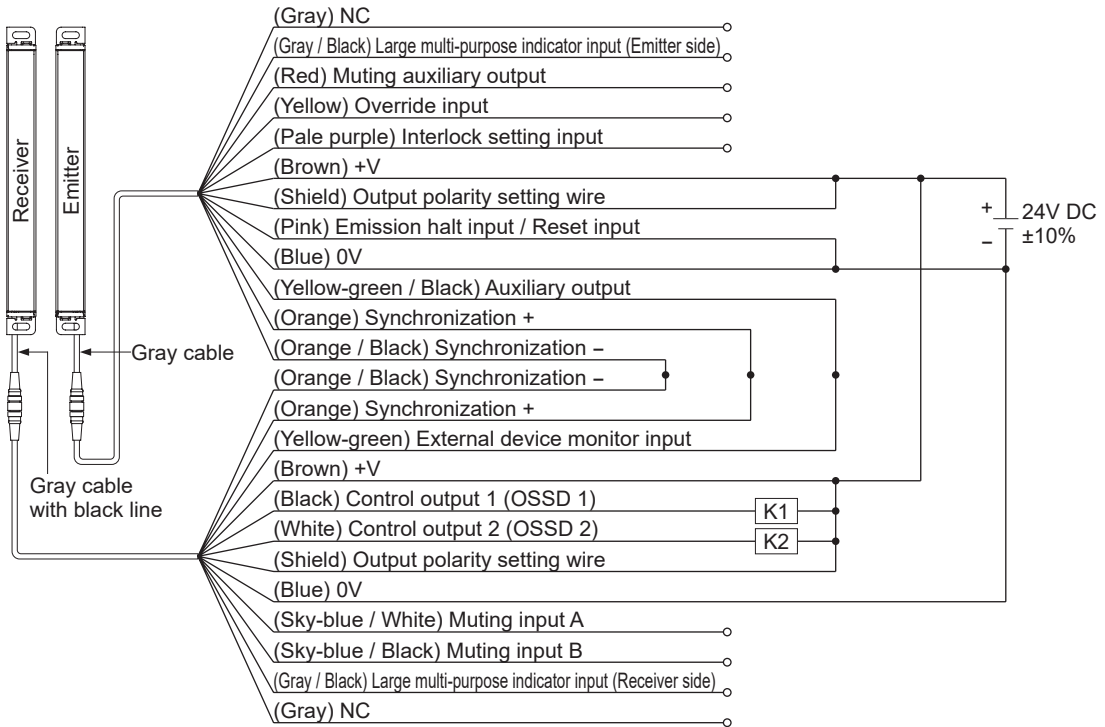 Receiver
Emitter
Gray cable
Gray cable
with black line
(Gray) NC
(Gray / Black) Large multi-purpose indicator input (Emitter side)
(Red) Muting auxiliary output
(Yellow) Override input
(Pale purple) Interlock setting input
(Brown) +V
(Shield) Output polarity setting wire
(Pink) Emission halt input / Reset input
(Blue) 0V
(Yellow-green / Black) Auxiliary output
(Orange) Synchronization +
(Orange / Black) Synchronization –
(Orange / Black) Synchronization –
(Orange) Synchronization +
(Yellow-green) External device monitor input
(Brown) +V
(Black) Control output 1 (OSSD 1)
K1
(White) Control output 2 (OSSD 2)
K2
(Shield) Output polarity setting wire
(Blue) 0V
(Sky-blue / White) Muting input A
(Sky-blue / Black) Muting input B
(Gray / Black) Large multi-purpose indicator input (Receiver side)
(Gray) NC
+
–
24V DC
±10%